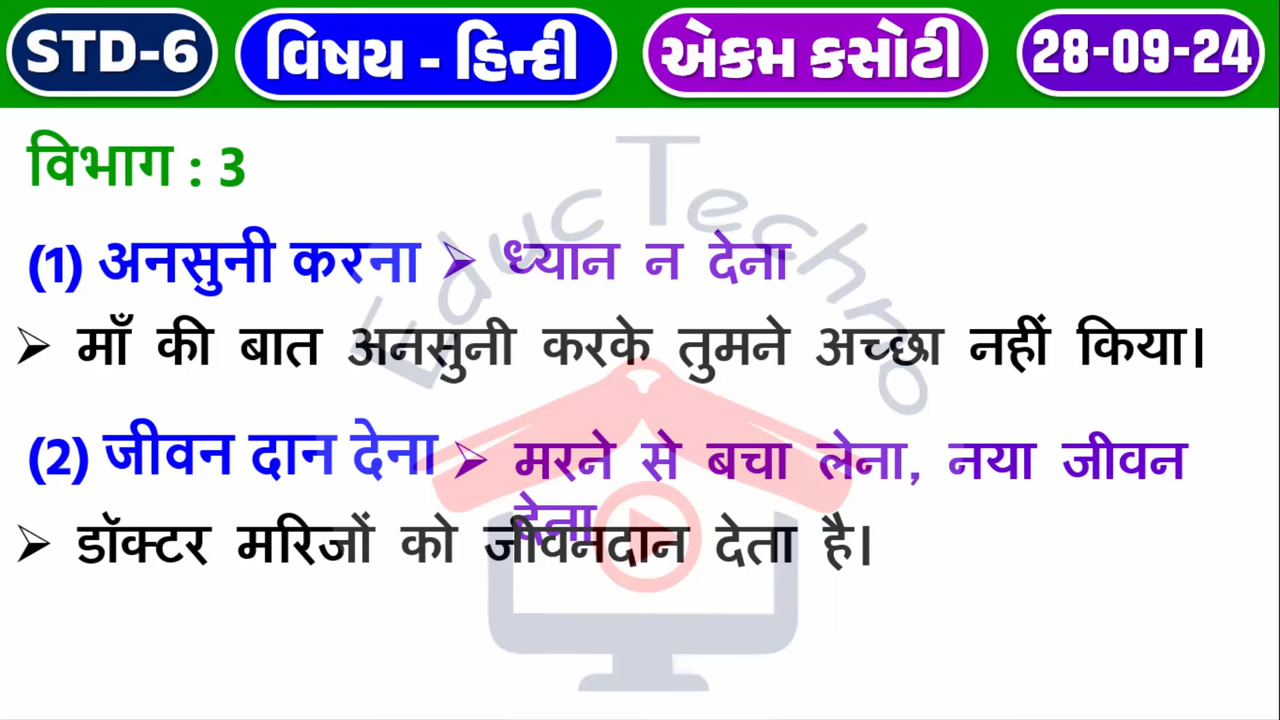 STD-6 વિષય - હિન્દી એકમ કસોટી 28-09-24
विभाग : 3
(1) अनसुनी करना ➢ ध्यान न देना
➢ माँ की बात अनसुनी करके तुमने अच्छा नहीं किया।
(2) जीवन दान देना ➢ मरने से बचा लेना, नया जीवन
देना
➢ डॉक्टर मरिजों को जीवनदान देता है।
EducTechro